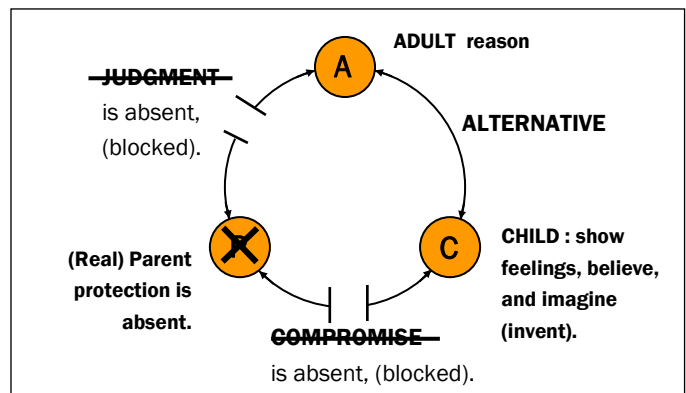 ADULT reason
A
JUDGMENT
is absent,
(blocked).
ALTERNATIVE
P
C
(Real) Parent
protection is
absent.
CHILD : show
feelings, believe,
and imagine
(invent).
COMPROMISE
is absent, (blocked).